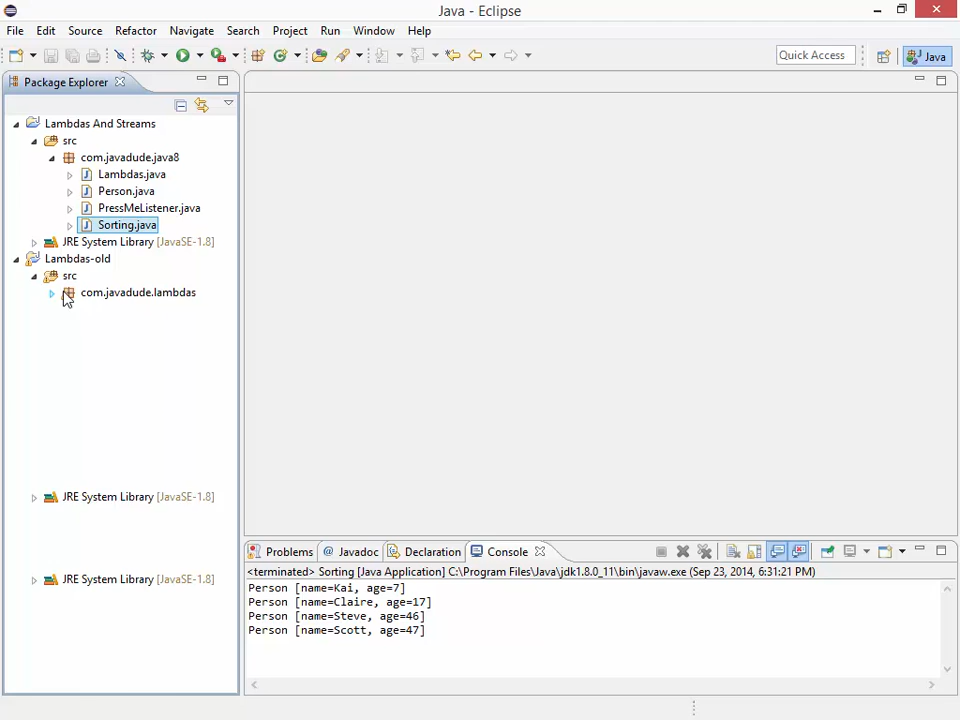 Java - Eclipse
File Edit Source Refactor Navigate Search Project Run Window Help
Quick Access Java
Package Explorer
Lambdas And Streams
src
com.javadude.java8
Lambdas.java
Person.java
PressMeListener.java
Sorting.java
JRE System Library [JavaSE-1.8]
Lambdas-old
src
com.javadude.lambdas
JRE System Library [JavaSE-1.8]
JRE System Library [JavaSE-1.8]
Problems @ Javadoc Declaration Console
<terminated> Sorting [Java Application] C:\Program Files\Java\jdk1.8.0_11\bin\javaw.exe (Sep 23, 2014, 6:31:21 PM)
Person [name=Kai, age=7]
Person [name=Claire, age=17]
Person [name=Steve, age=46]
Person [name=Scott, age=47]